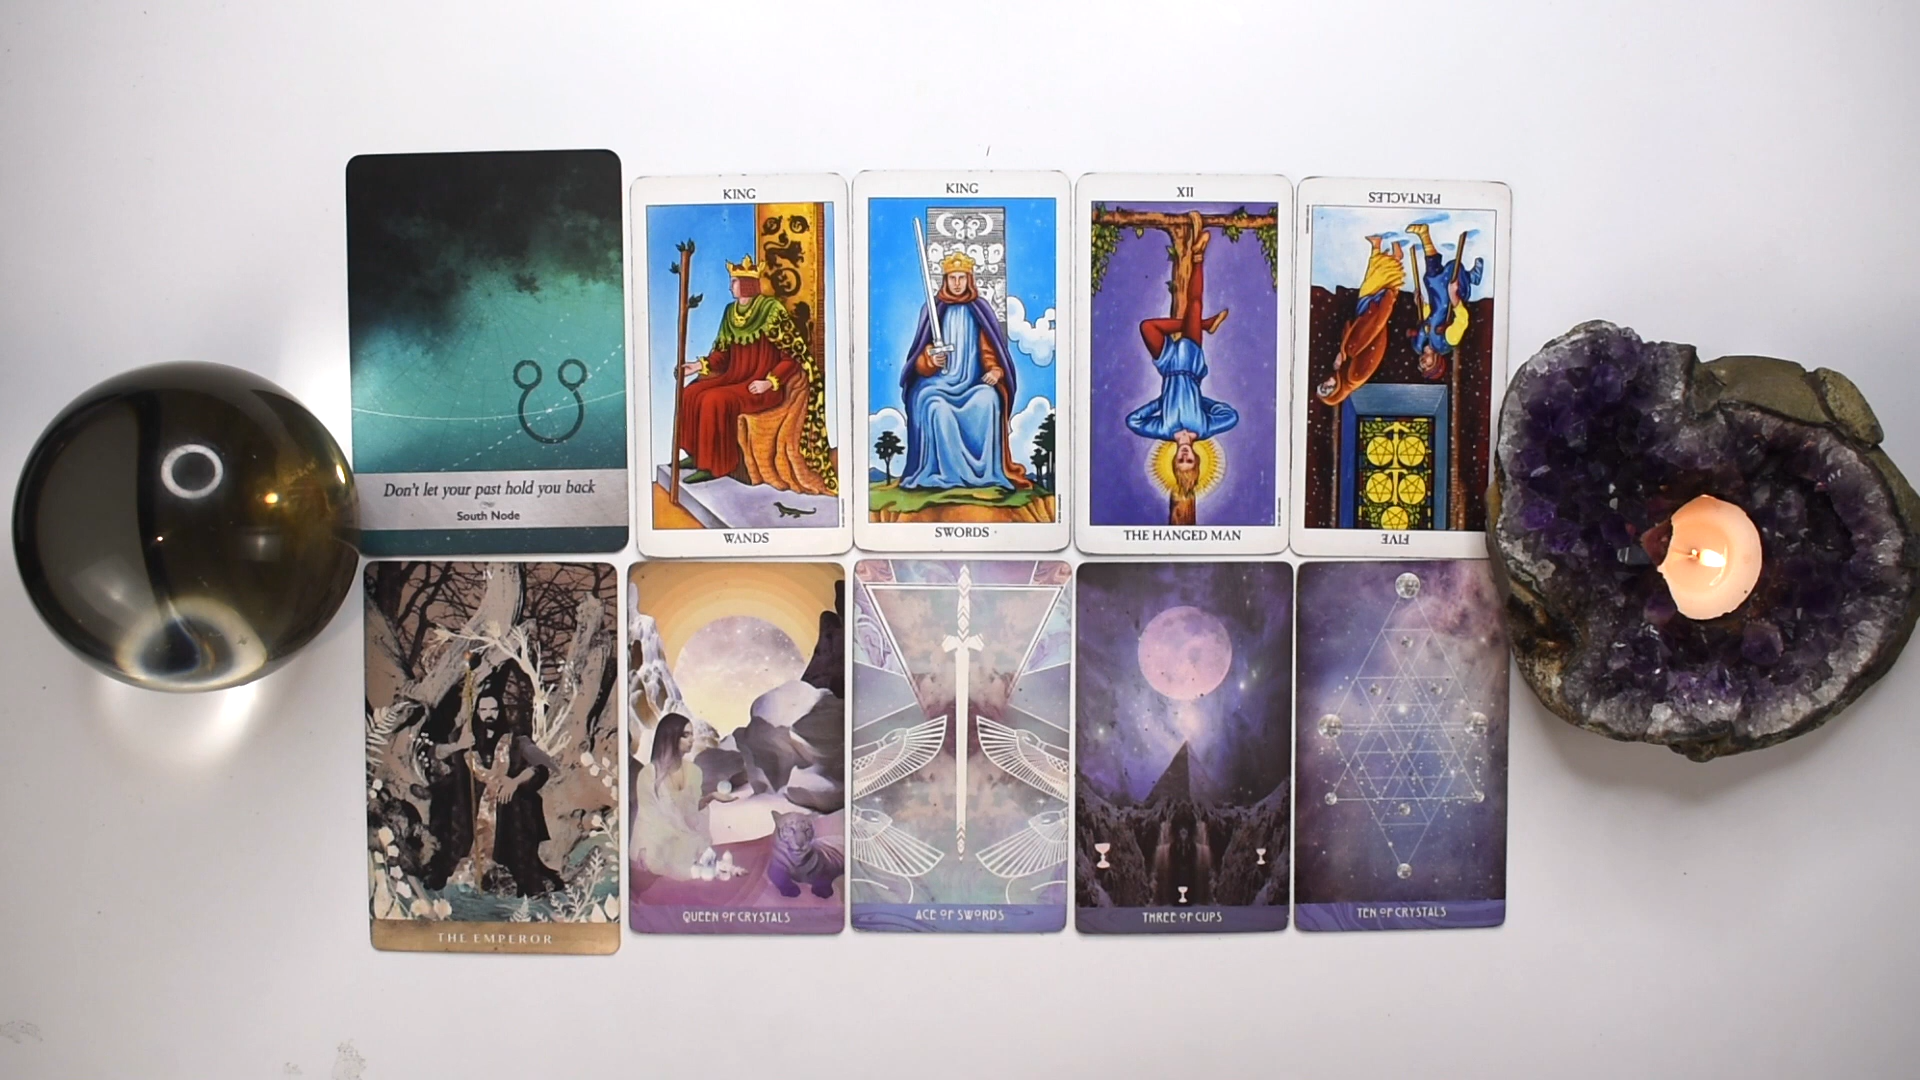 KING
WANDS
KING
SWORDS
XII
THE HANGED MAN
PENTACLES
FIVE
Don't let your past hold you back
South Node
IV
THE EMPEROR
QUEEN OF CRYSTALS
ACE OF SWORDS
THREE OF CUPS
TEN OF CRYSTALS